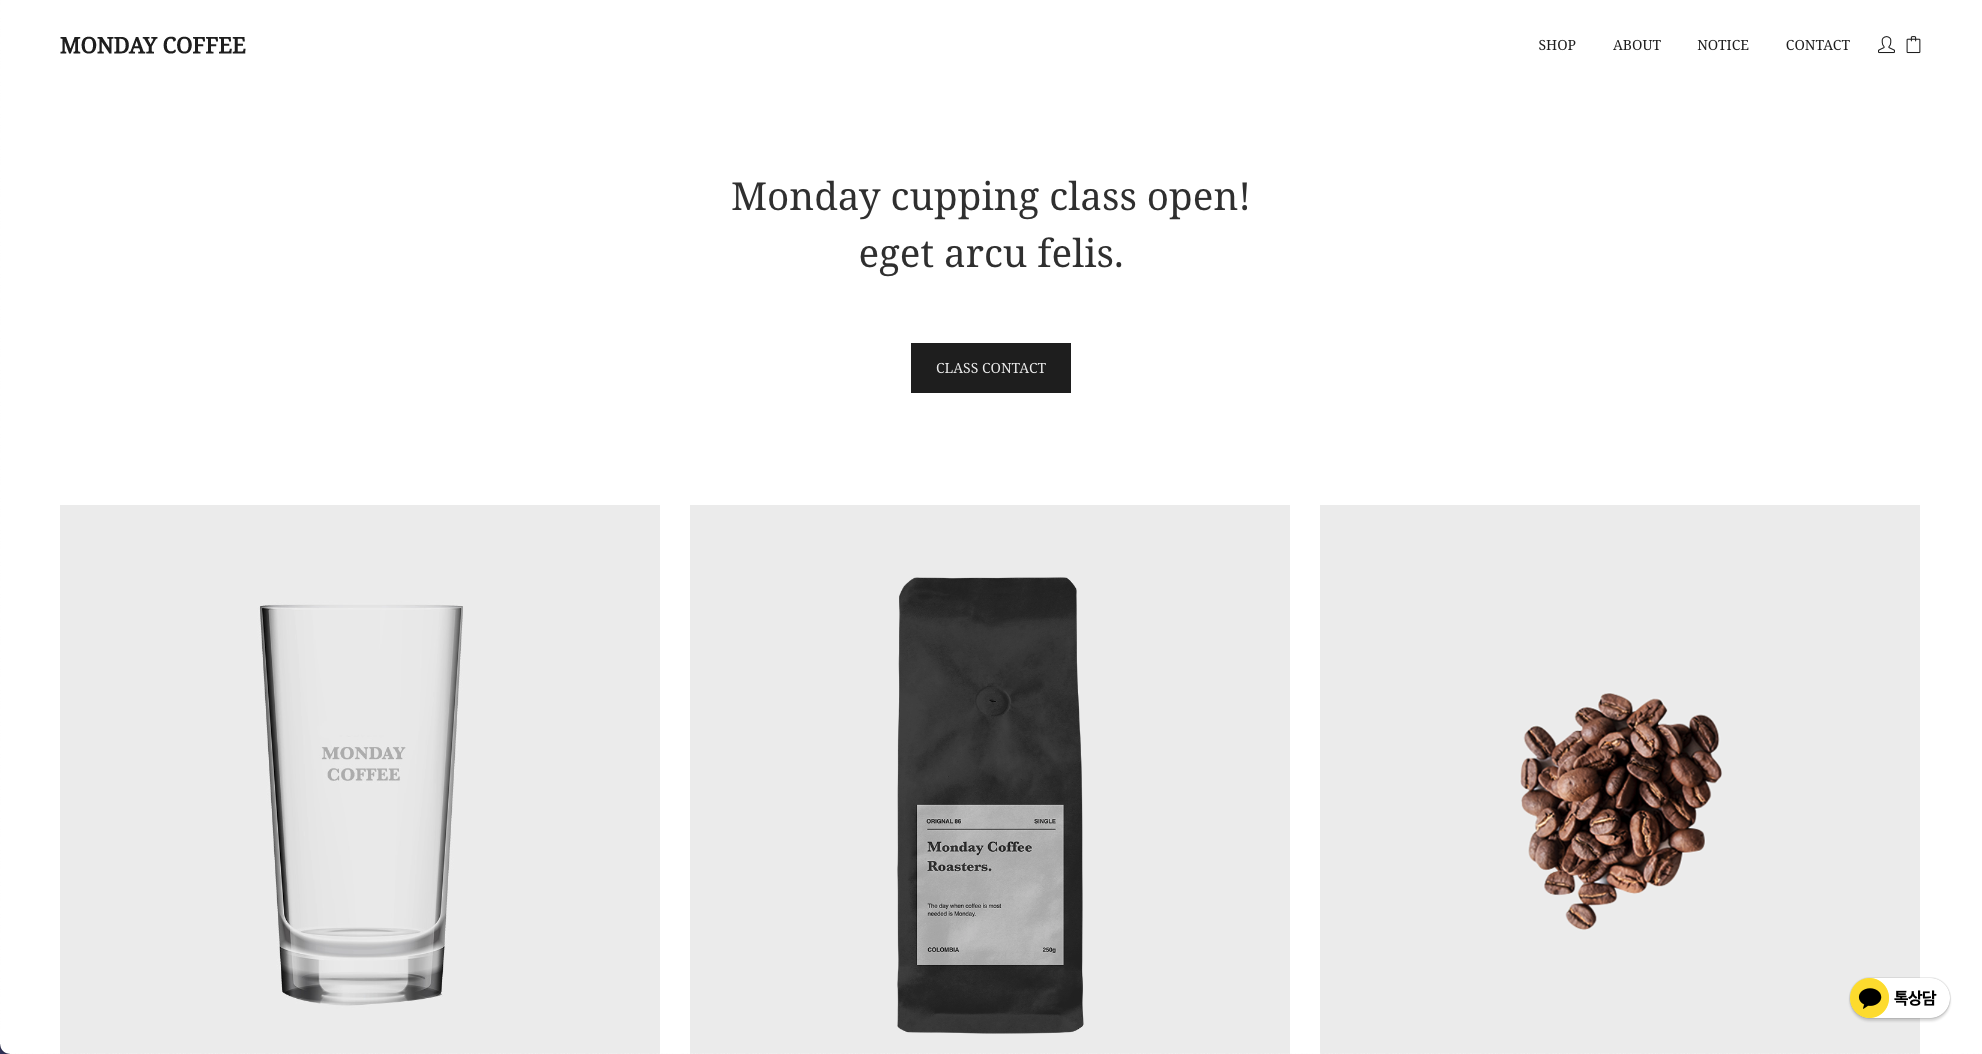 MONDAY COFFEE
SHOP ABOUT NOTICE CONTACT
Monday cupping class open!
eget arcu felis.
CLASS CONTACT
MONDAY
COFFEE
ORIGNAL 86 SINGLE
Monday Coffee
Roasters.
The day when coffee is most
needed is Monday.
COLOMBIA 250g
톡상담